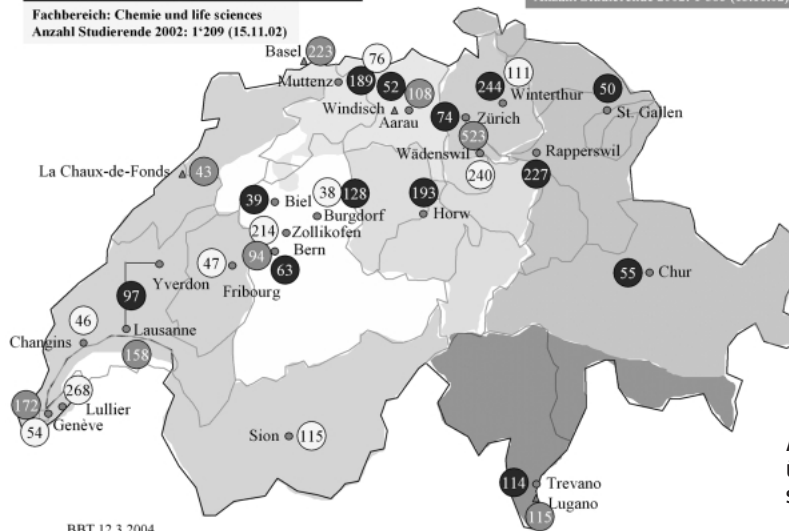 Fachbereich: Chemie und life sciences
Anzahl Studierende 2002: 1‘209 (15.11.02)
Basel 223
76
Muttenz 189
52
108
Windisch
Aarau
244
111
Winterthur
74
Zürich
523
Wädenswil
240
50
St. Gallen
Rapperswil
227
La Chaux-de-Fonds 43
39 Biel
38 128
Burgdorf
214 Zollikofen
94 Bern
63
193
Horw
47
Fribourg
Yverdon
97
46
Lausanne
Changins
158
55 Chur
172
268
Lullier
Genève
54
Sion 115
114 Trevano
Lugano
115
BBT 12.3.2004